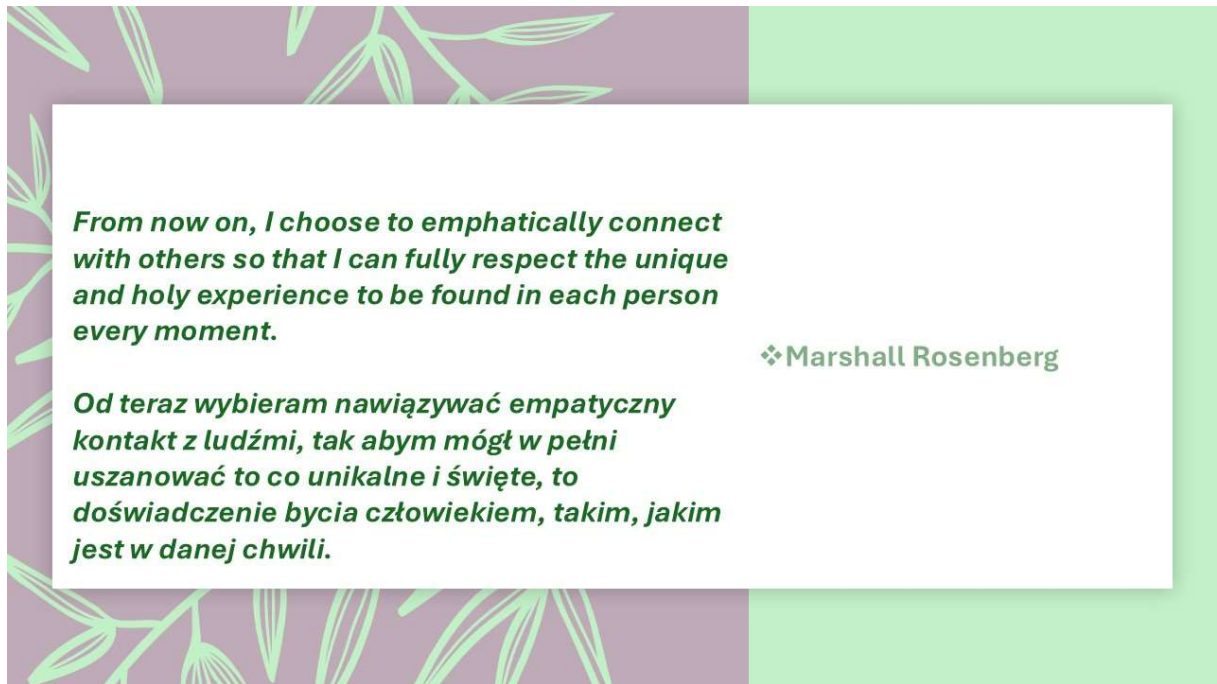 From now on, I choose to emphatically connect
with others so that I can fully respect the unique
and holy experience to be found in each person
every moment.
Od teraz wybieram nawiązywać empatyczny
kontakt z ludźmi, tak abym mógł w pełni
uszanować to co unikalne i święte, to
doświadczenie bycia człowiekiem, takim, jakim
jest w danej chwili.
❖Marshall Rosenberg